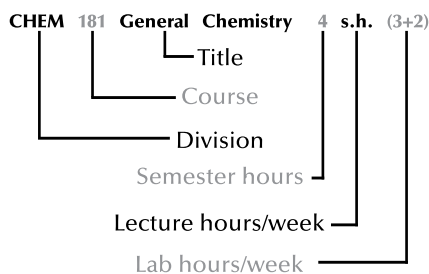 CHEM 181 General Chemistry 4 s.h. (3+2)
Title
Course
Division
Semester hours
Lecture hours/week
Lab hours/week